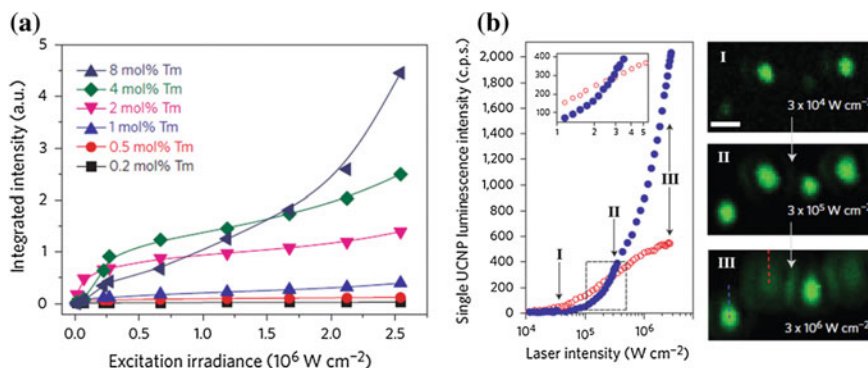 (a)
Integrated intensity (a.u.)
5
4
3
2
1
0
8 mol% Tm
4 mol% Tm
2 mol% Tm
1 mol% Tm
0.5 mol% Tm
0.2 mol% Tm
0.0 0.5 1.0 1.5 2.0 2.5
Excitation irradiance (10⁶ W cm⁻²)
(b)
Single UCNP luminescence intensity (c.p.s.)
2,000
1,800
1,600
1,400
1,200
1,000
800
600
400
200
0
400
300
200
100
1 2 3 4 5
I
II
III
10⁴ 10⁵ 10⁶
Laser intensity (W cm⁻²)
I
3 x 10⁴ W cm⁻²
II
3 x 10⁵ W cm⁻²
III
3 x 10⁶ W cm⁻²